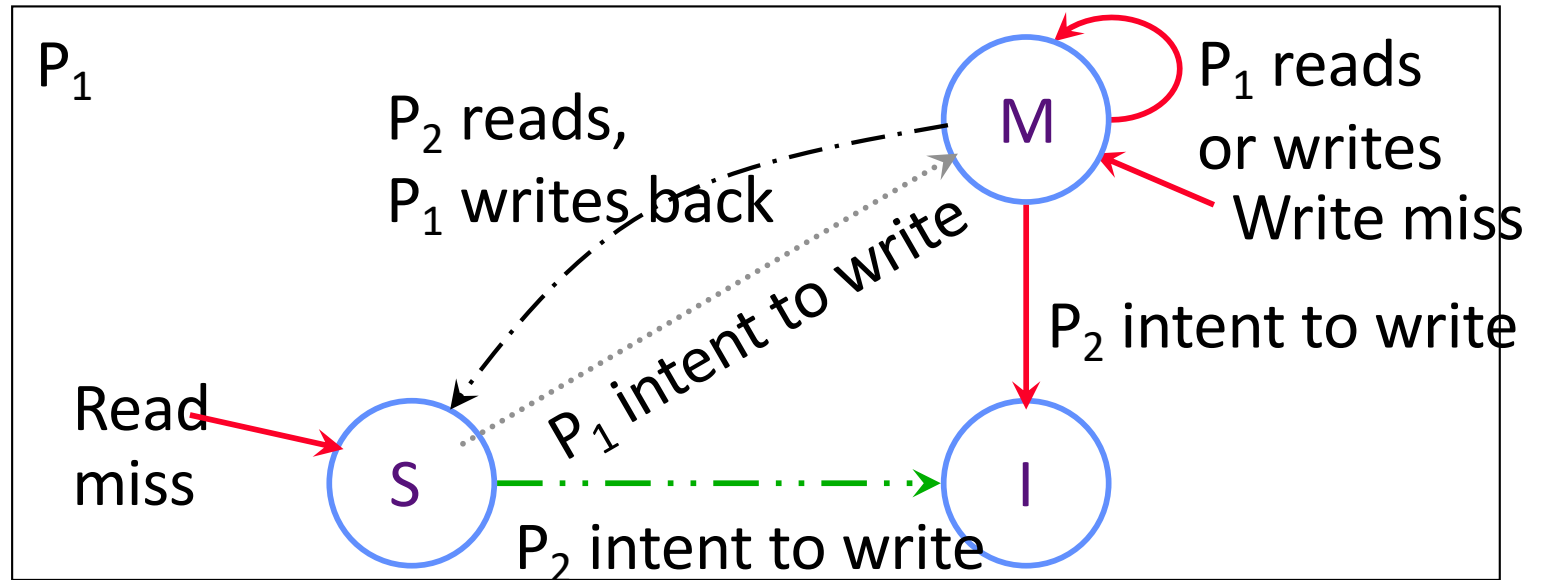 P₁
P₂ reads,
P₁ writes back
M
P₁ reads
or writes
Write miss
P₁ intent to write
P₂ intent to write
Read
miss
S
I
P₂ intent to write